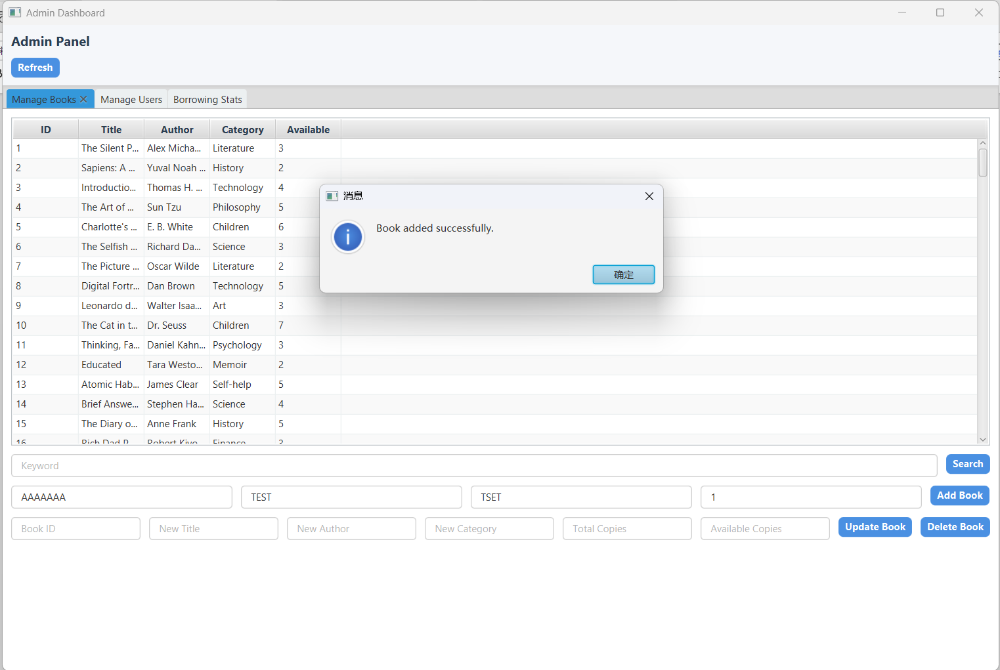 Admin Dashboard
Admin Panel
Refresh
Manage Books Manage Users Borrowing Stats
ID Title Author Category Available
1 The Silent P... Alex Micha... Literature 3
2 Sapiens: A ... Yuval Noah ... History 2
3 Introductio... Thomas H. ... Technology 4
4 The Art of ... Sun Tzu Philosophy 5
5 Charlotte's ... E. B. White Children 6
6 The Selfish ... Richard Da... Science 3
7 The Picture ... Oscar Wilde Literature 2
8 Digital Fortr... Dan Brown Technology 5
9 Leonardo d... Walter Isaa... Art 3
10 The Cat in t... Dr. Seuss Children 7
11 Thinking, Fa... Daniel Kahn... Psychology 3
12 Educated Tara Westo... Memoir 2
13 Atomic Hab... James Clear Self-help 5
14 Brief Answe... Stephen Ha... Science 4
15 The Diary o... Anne Frank History 5
16 Rich Dad P... Robert Kiyo... Finance 3
消息
Book added successfully.
确定
Keyword Search
AAAAAAA TEST TSET 1 Add Book
Book ID New Title New Author New Category Total Copies Available Copies Update Book Delete Book